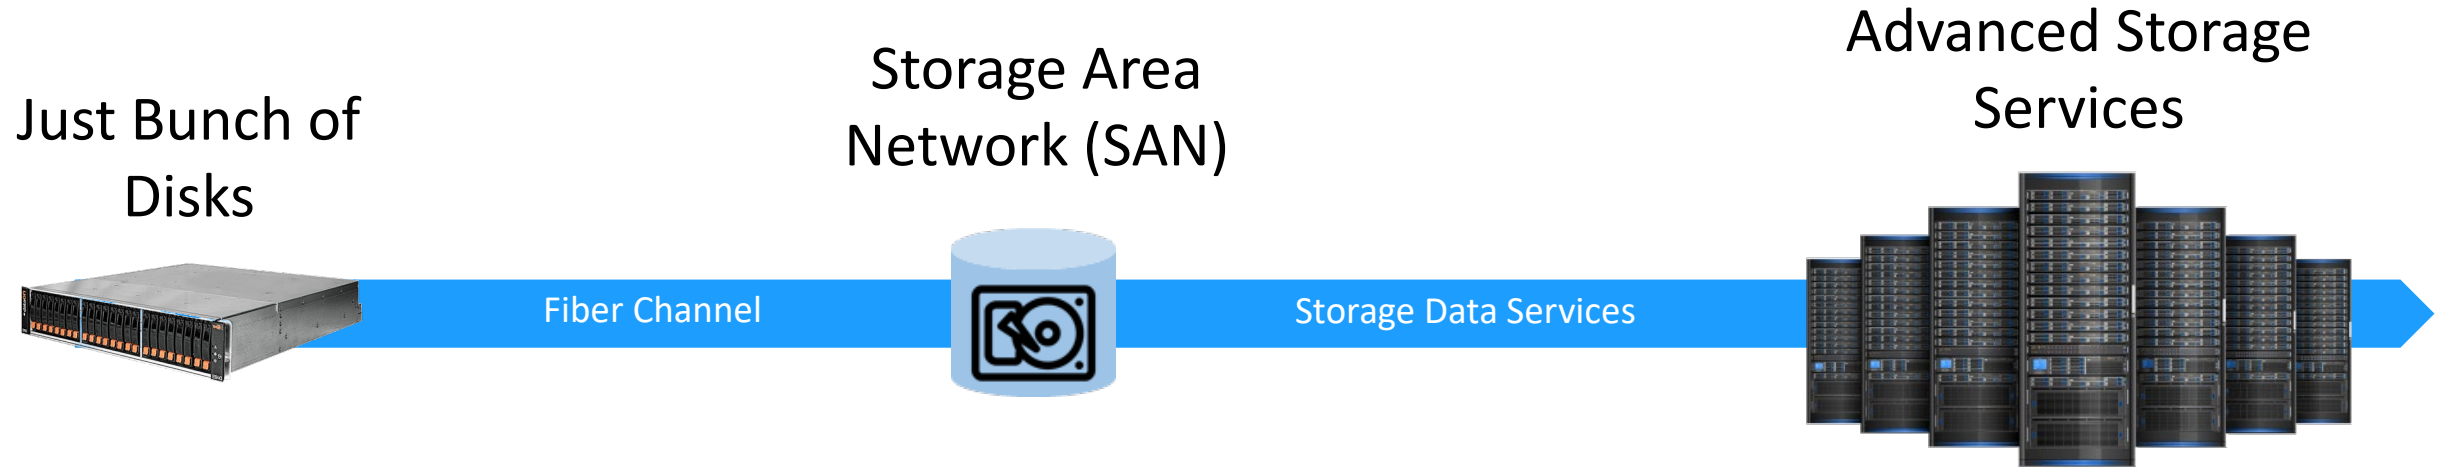 Just Bunch of
Disks
Fiber Channel
Storage Area
Network (SAN)
Storage Data Services
Advanced Storage
Services